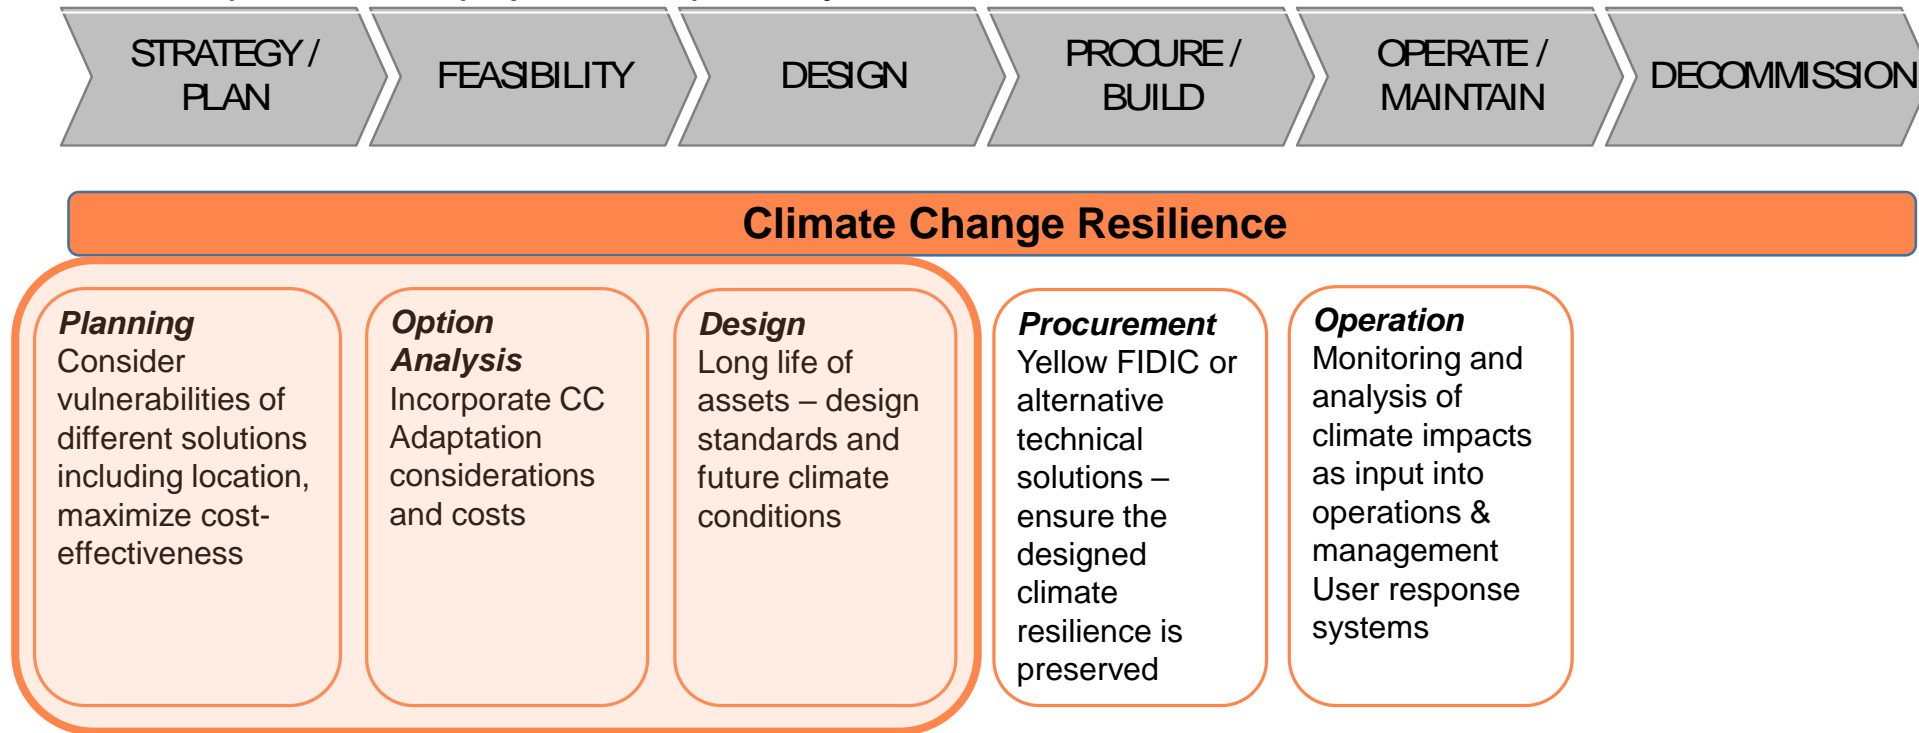 STRATEGY /
PLAN
FEASIBILITY
DESIGN
PROCURE /
BUILD
OPERATE /
MAINTAIN
DECOMMISSION
Climate Change Resilience
Planning
Consider
vulnerabilities of
different solutions
including location,
maximize cost-
effectiveness
Option
Analysis
Incorporate CC
Adaptation
considerations
and costs
Design
Long life of
assets – design
standards and
future climate
conditions
Procurement
Yellow FIDIC or
alternative
technical
solutions –
ensure the
designed
climate
resilience is
preserved
Operation
Monitoring and
analysis of
climate impacts
as input into
operations &
management
User response
systems